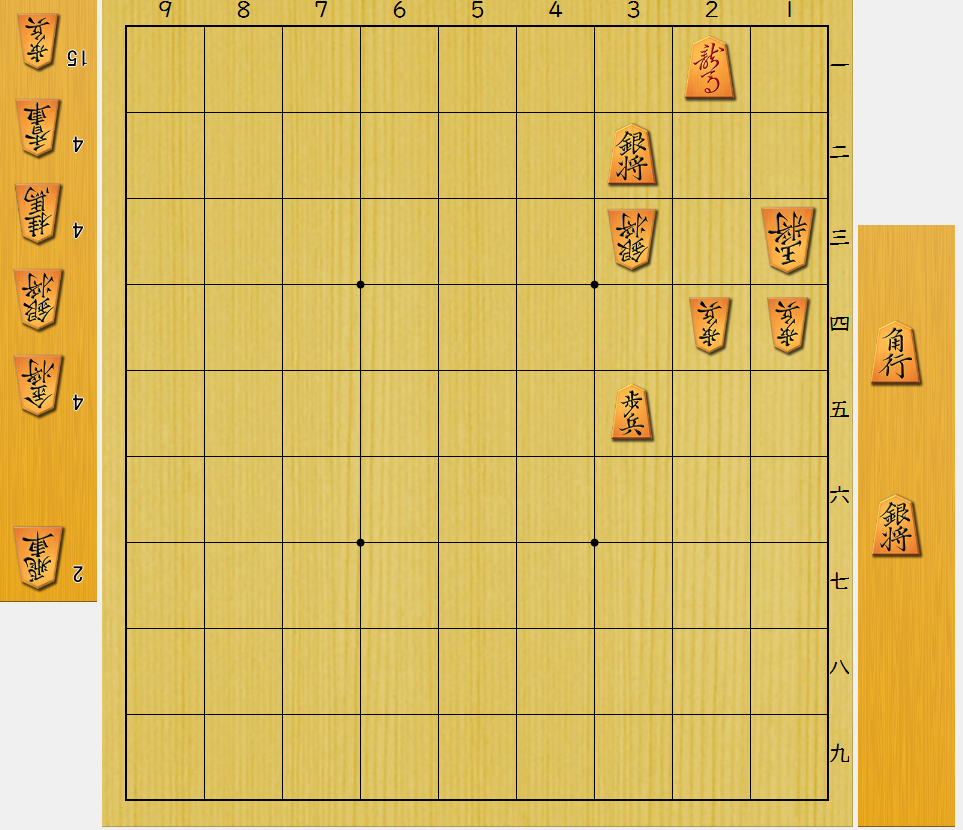 9 8 7 6 5 4 3 2 1
一
二
三
四
五
六
七
八
九
龍馬
銀将
銀将
玉将
歩兵
歩兵
歩兵
歩兵 15
香車 4
桂馬 4
銀将
金将 4
飛車 2
角行
銀将